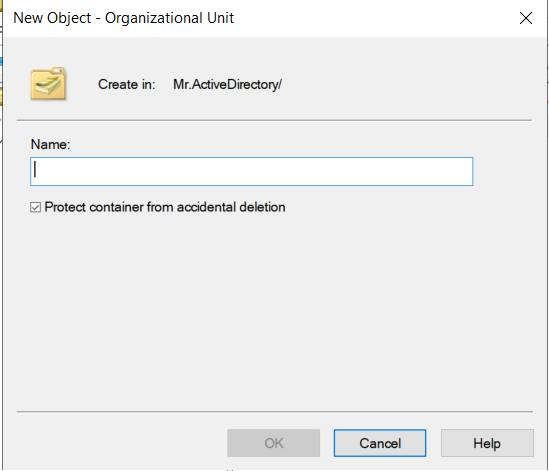 New Object - Organizational Unit
Create in: Mr.ActiveDirectory/
Name:
Protect container from accidental deletion
OK Cancel Help